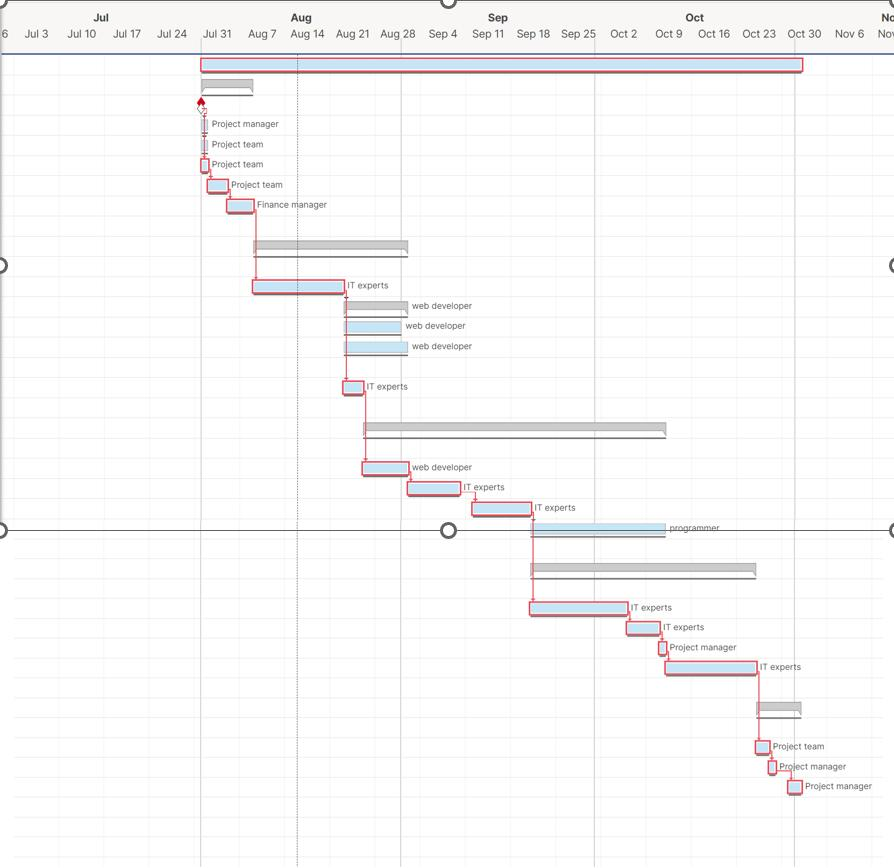 Jul Aug Sep Oct No
6 Jul 3 Jul 10 Jul 17 Jul 24 Jul 31 Aug 7 Aug 14 Aug 21 Aug 28 Sep 4 Sep 11 Sep 18 Sep 25 Oct 2 Oct 9 Oct 16 Oct 23 Oct 30 Nov 6 Nov
Project manager
Project team
Project team
Project team
Finance manager
IT experts
web developer
web developer
web developer
IT experts
web developer
IT experts
IT experts
programmer
IT experts
IT experts
Project manager
IT experts
Project team
Project manager
Project manager